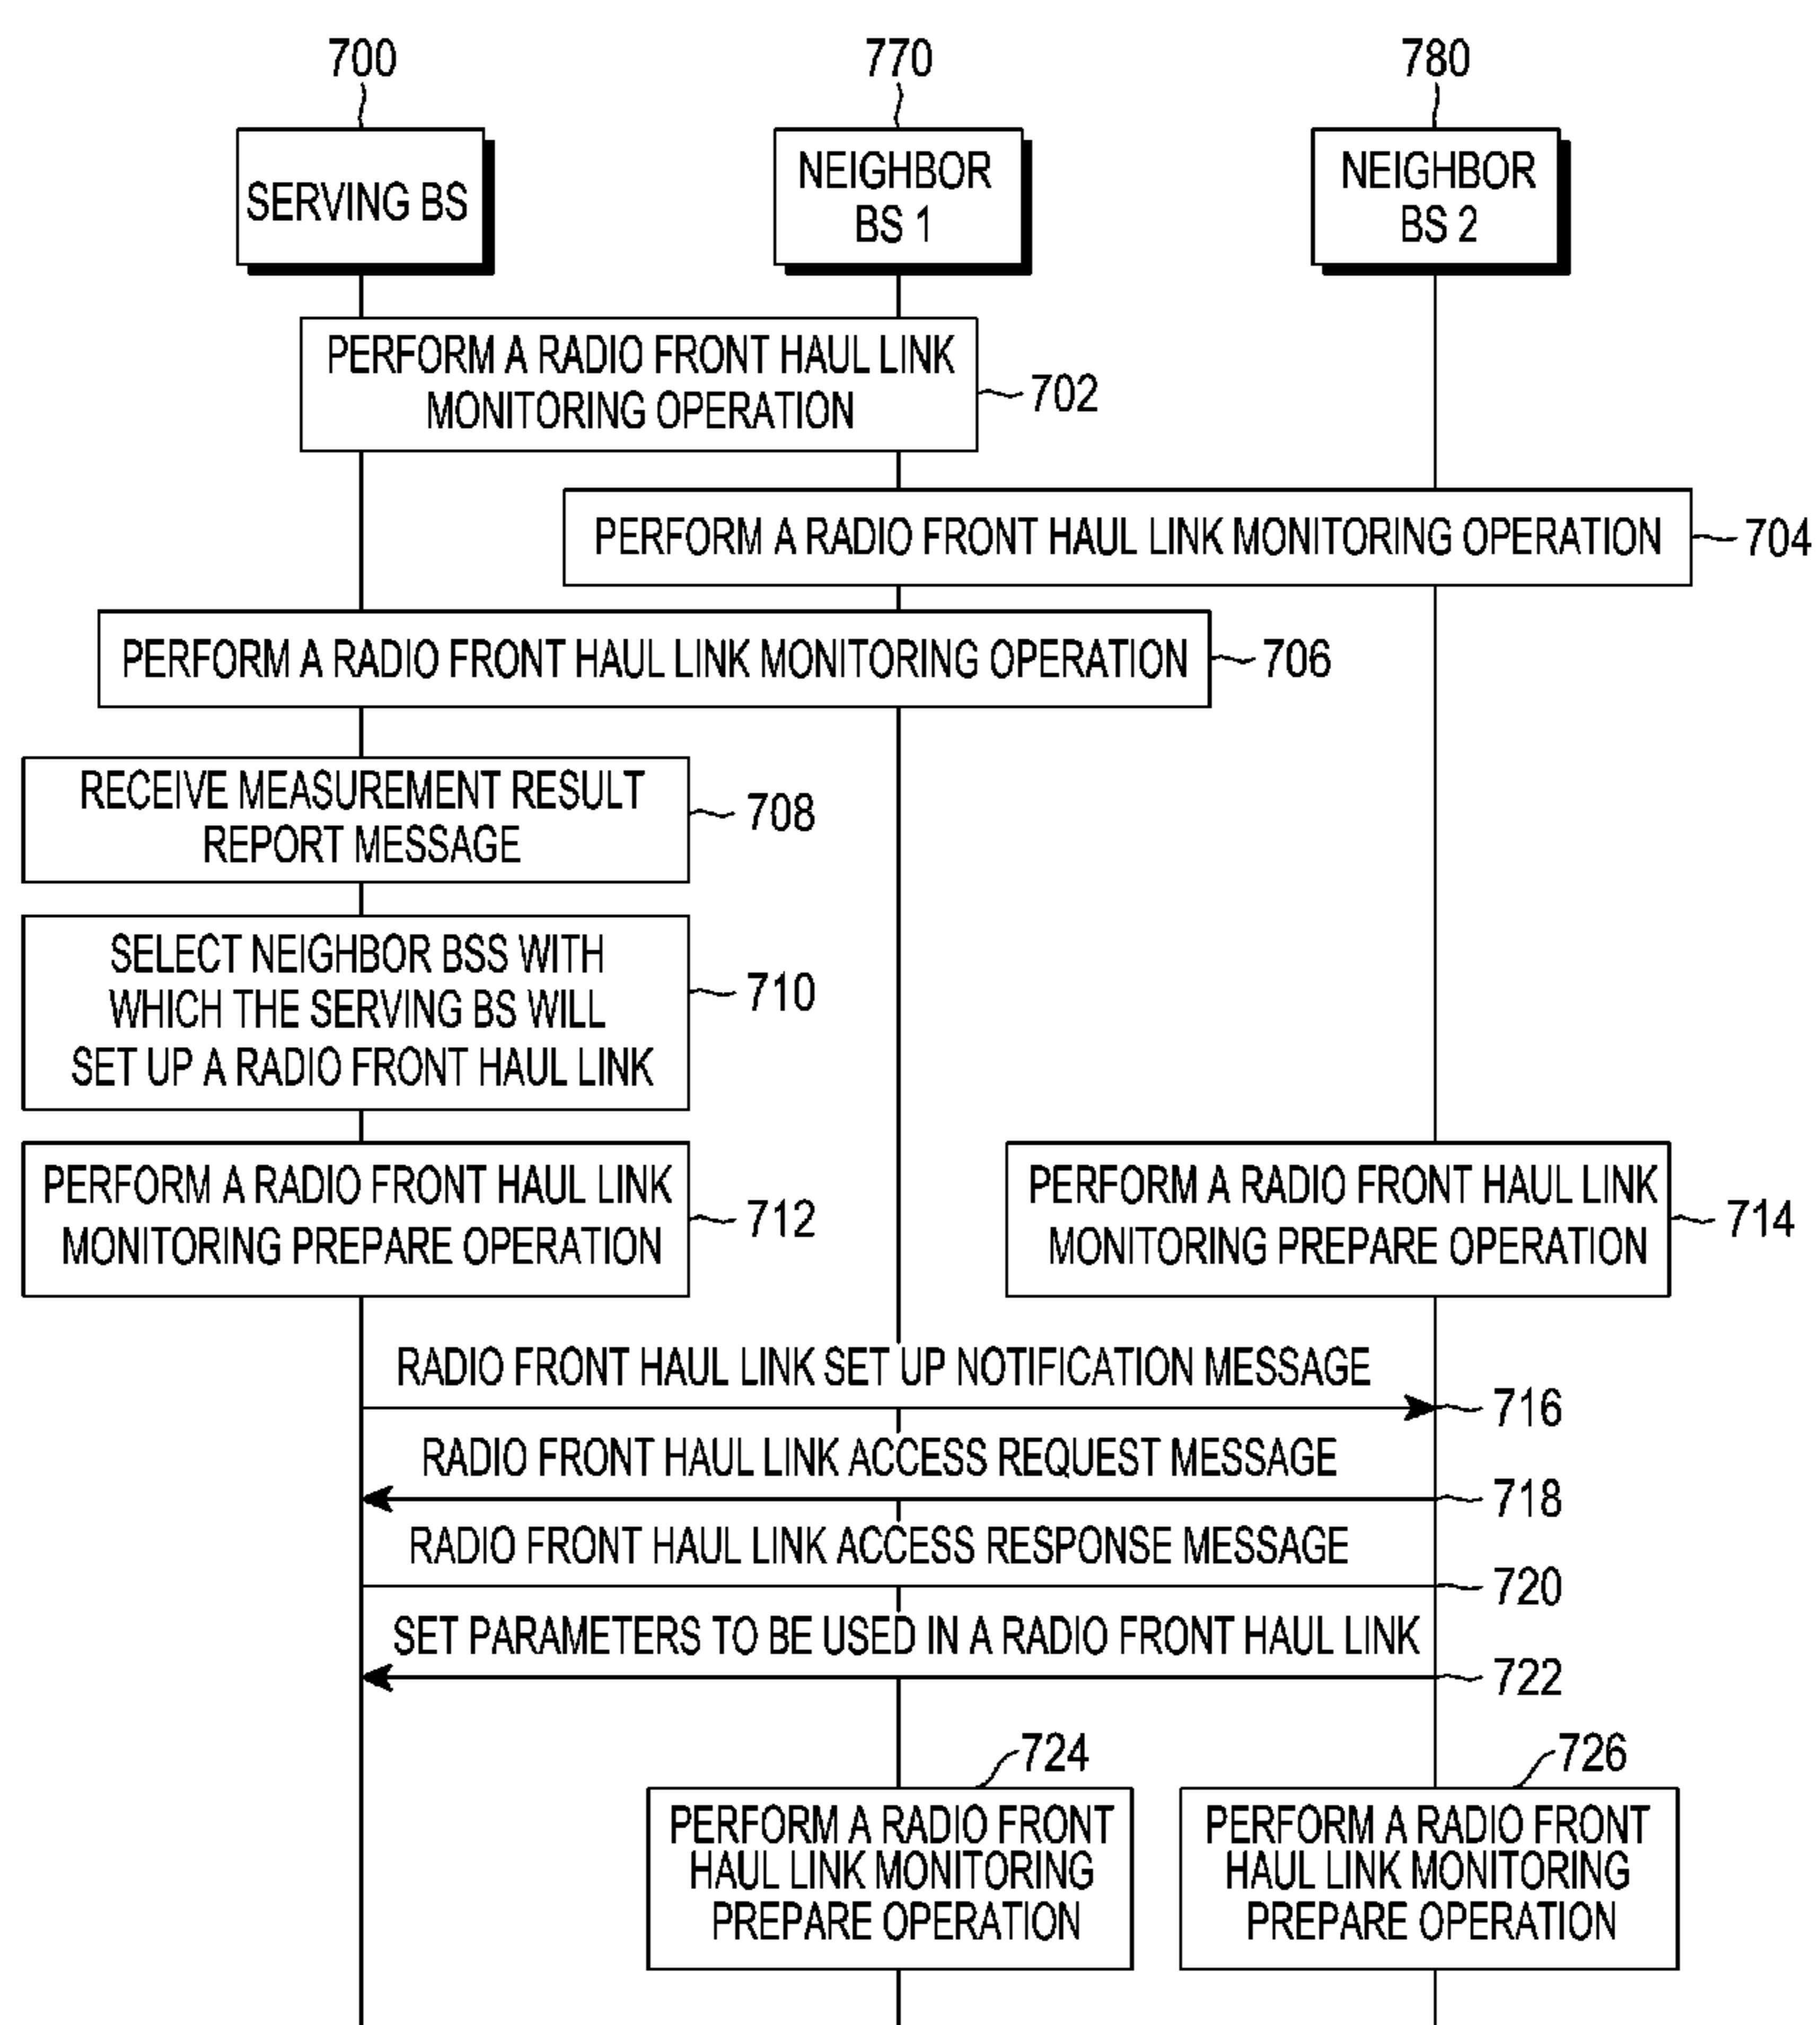 700
770
780
SERVING BS
NEIGHBOR
BS 1
NEIGHBOR
BS 2
PERFORM A RADIO FRONT HAUL LINK
MONITORING OPERATION
702
PERFORM A RADIO FRONT HAUL LINK MONITORING OPERATION
704
PERFORM A RADIO FRONT HAUL LINK MONITORING OPERATION
706
RECEIVE MEASUREMENT RESULT
REPORT MESSAGE
708
SELECT NEIGHBOR BSS WITH
WHICH THE SERVING BS WILL
SET UP A RADIO FRONT HAUL LINK
710
PERFORM A RADIO FRONT HAUL LINK
MONITORING PREPARE OPERATION
712
PERFORM A RADIO FRONT HAUL LINK
MONITORING PREPARE OPERATION
714
RADIO FRONT HAUL LINK SET UP NOTIFICATION MESSAGE
716
RADIO FRONT HAUL LINK ACCESS REQUEST MESSAGE
718
RADIO FRONT HAUL LINK ACCESS RESPONSE MESSAGE
720
SET PARAMETERS TO BE USED IN A RADIO FRONT HAUL LINK
722
724
PERFORM A RADIO FRONT
HAUL LINK MONITORING
PREPARE OPERATION
726
PERFORM A RADIO FRONT
HAUL LINK MONITORING
PREPARE OPERATION